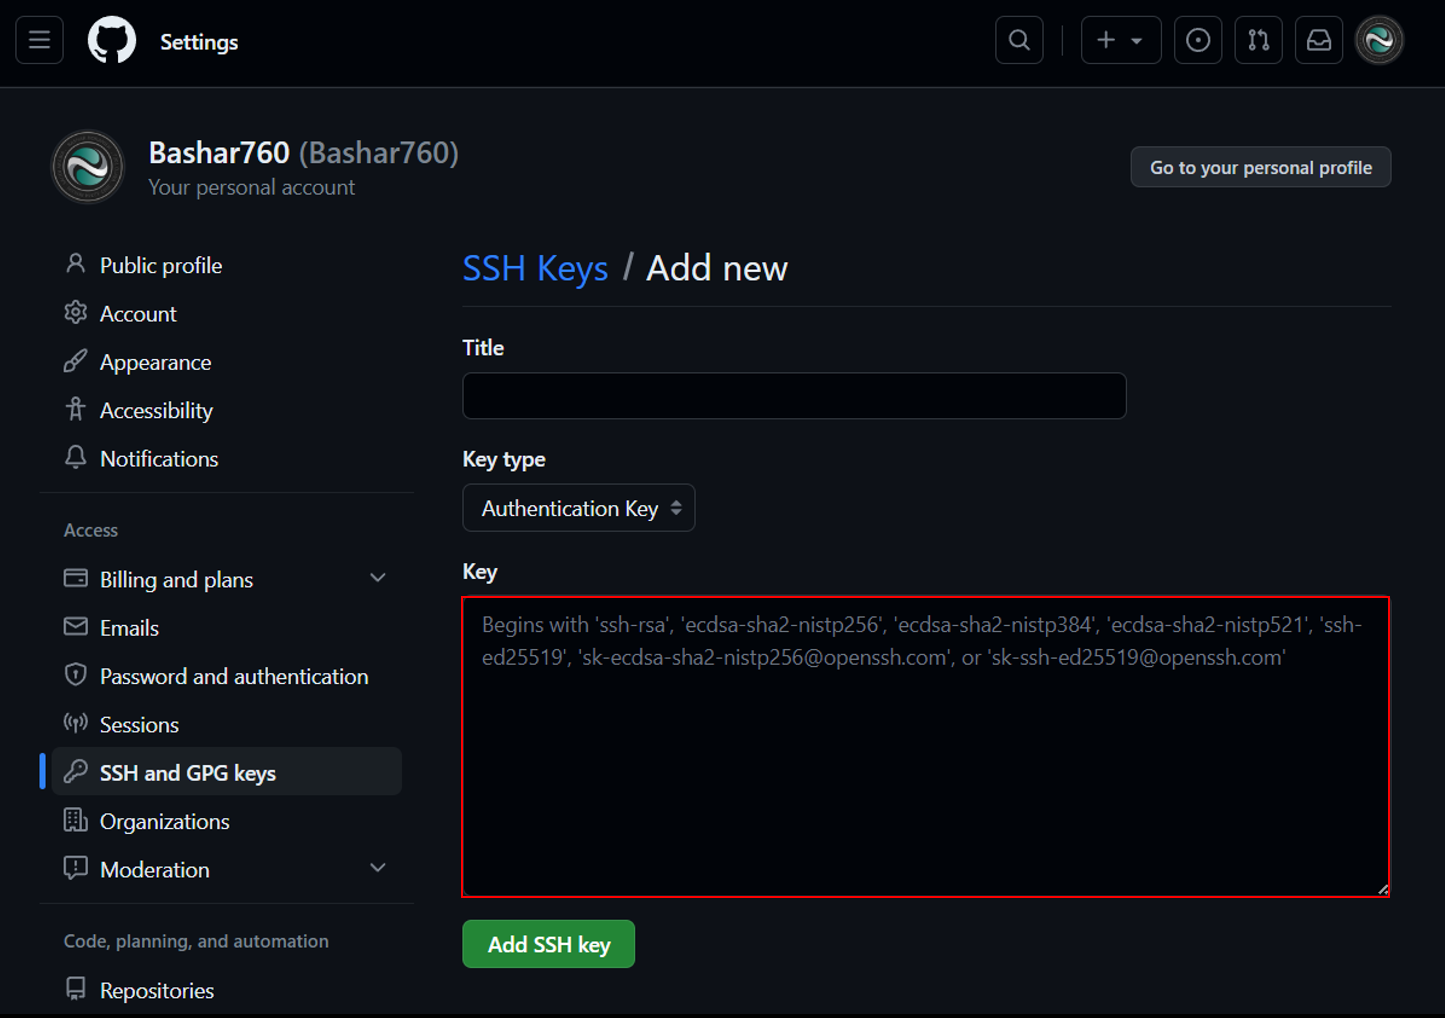 Settings
Bashar760 (Bashar760)
Your personal account
Go to your personal profile
Public profile
Account
Appearance
Accessibility
Notifications
Access
Billing and plans
Emails
Password and authentication
Sessions
SSH and GPG keys
Organizations
Moderation
Code, planning, and automation
Repositories
SSH Keys / Add new
Title
Key type
Authentication Key
Key
Begins with 'ssh-rsa', 'ecdsa-sha2-nistp256', 'ecdsa-sha2-nistp384', 'ecdsa-sha2-nistp521', 'ssh-
ed25519', 'sk-ecdsa-sha2-nistp256@openssh.com', or 'sk-ssh-ed25519@openssh.com'
Add SSH key